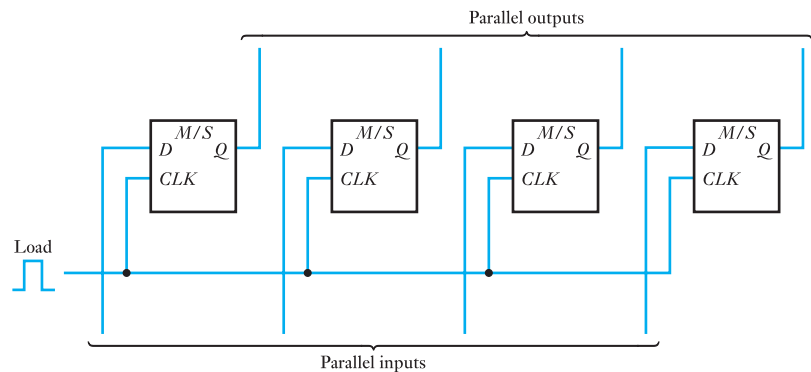 Parallel outputs
M/S
D Q
CLK
M/S
D Q
CLK
M/S
D Q
CLK
M/S
D Q
CLK
Load
Parallel inputs